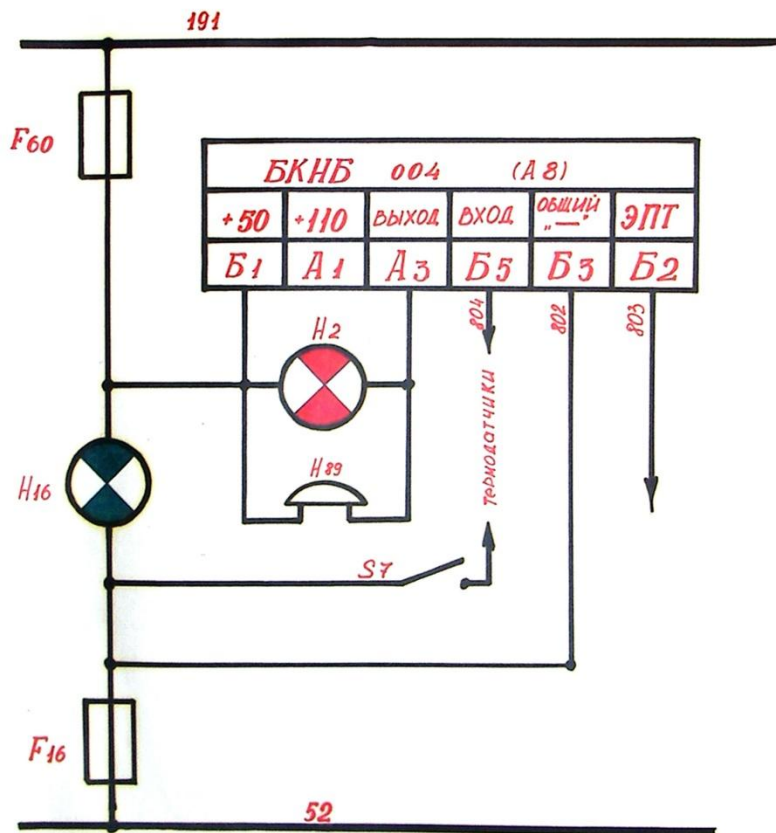 191
F60
БКНБ 004 (А8)
+50 +110 ВЫХОД ВХОД ОБЩИЙ „—" ЭПТ
Б1 А1 А3 Б5 Б3 Б2
804 802 803
Н2
ТЕРМОДАТЧИКИ
Н89
Н16
S7
F16
52